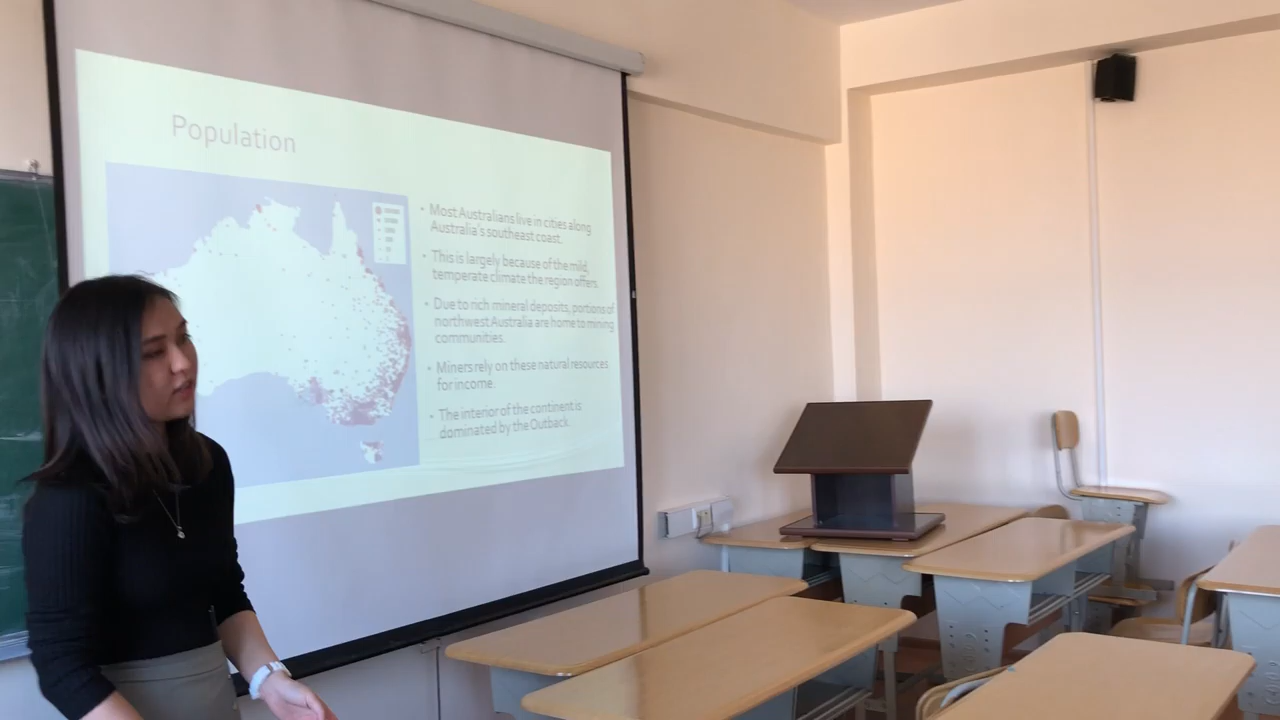 Population
• Most Australians live in cities along
Australia's southeast coast.
• This is largely because of the mild,
temperate climate the region offers.
• Due to rich mineral deposits, portions of
northwest Australia are home to mining
communities.
• Miners rely on these natural resources
for income.
• The interior of the continent is
dominated by the Outback.